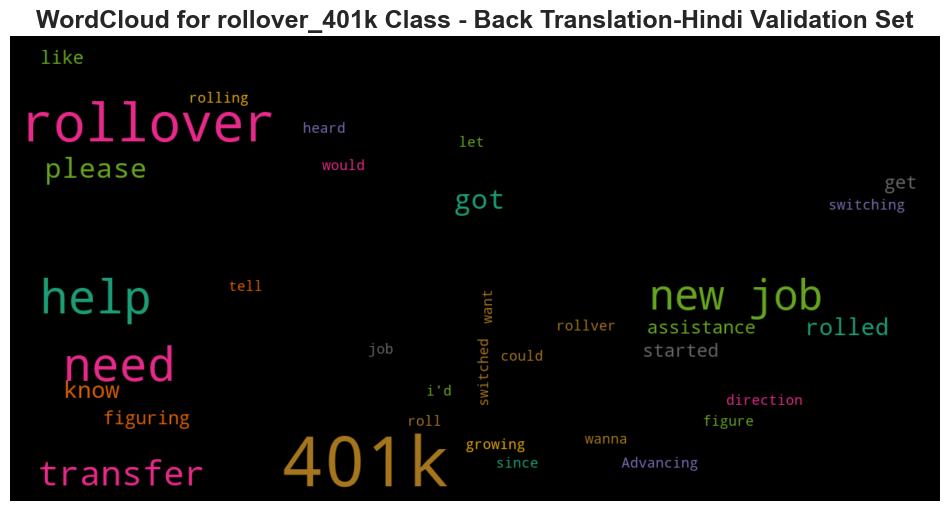 WordCloud for rollover_401k Class - Back Translation-Hindi Validation Set
like
rolling
rollover
heard
let
please
would
get
got
switching
help
tell
want
new job
rollver
assistance
rolled
need
job
switched
could
started
know
i'd
direction
figuring
roll
figure
401k
growing
wanna
transfer
since
Advancing